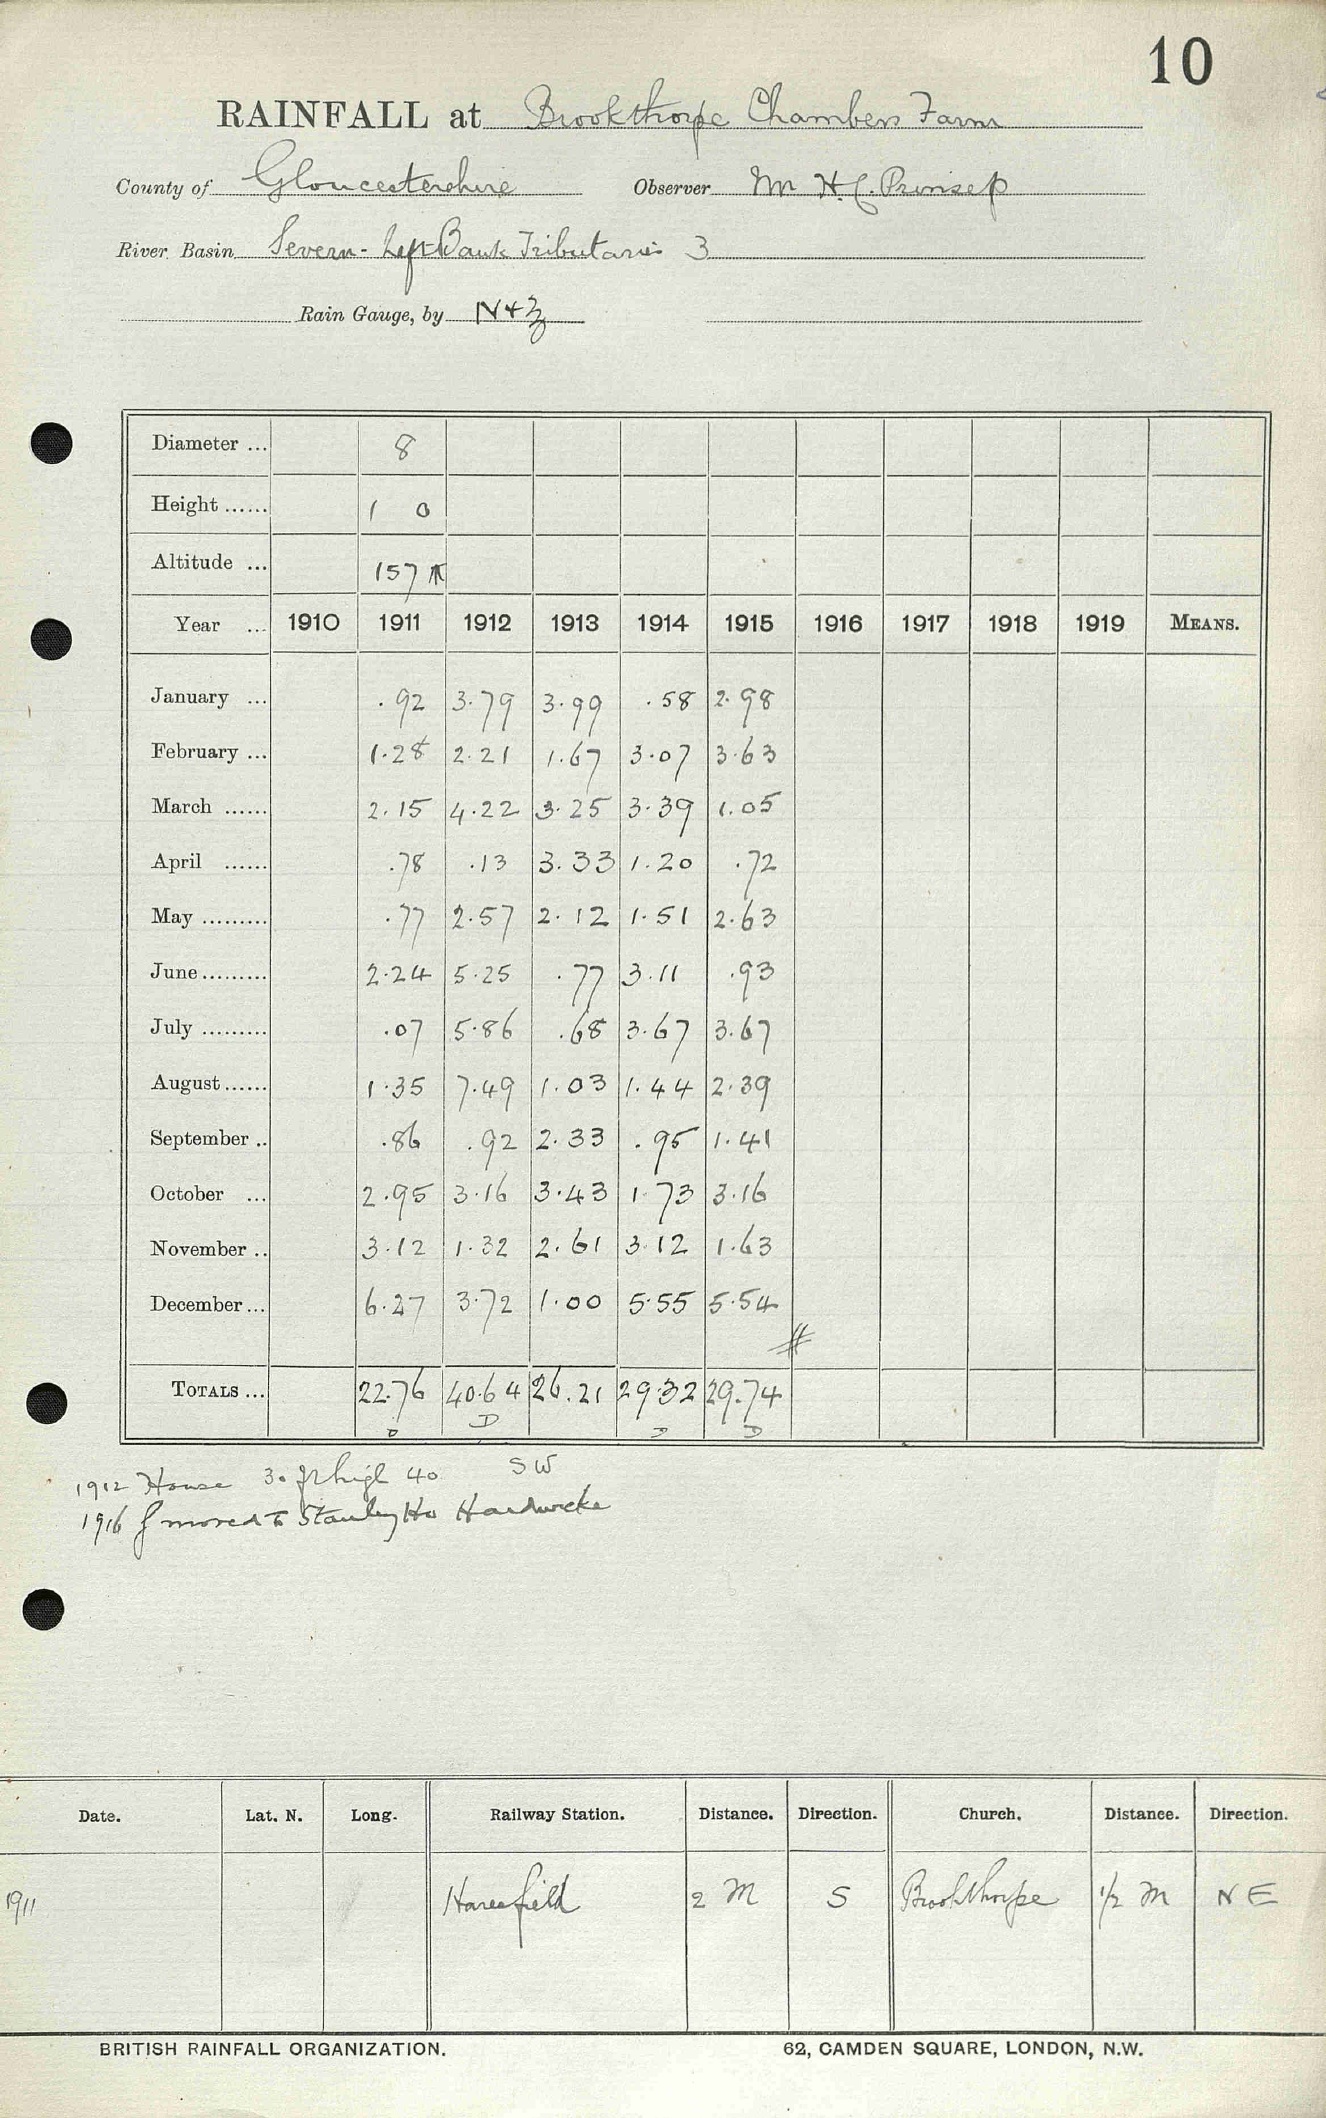 10
RAINFALL at Brookthorpe Chambers Farm
County of Gloucestershire Observer Mr H. C. Prinsep
River Basin Severn - Left Bank Tributaries 3
Rain Gauge, by N + Z
Diameter ... 8
Height ...... 1 0
Altitude ... 157
Year ... 1910 1911 1912 1913 1914 1915 1916 1917 1918 1919 MEANS.
January ... .92 3.79 3.99 .58 2.98
February ... 1.28 2.21 1.67 3.07 3.63
March ...... 2.15 4.22 3.25 3.39 1.05
April ...... .78 .13 3.33 1.20 .72
May ......... .77 2.57 2.12 1.51 2.63
June ......... 2.24 5.25 .77 3.11 .93
July ......... .07 5.86 .68 3.67 3.67
August ...... 1.35 7.49 1.03 1.44 2.39
September .. .86 .92 2.33 .95 1.41
October ... 2.95 3.16 3.43 1.73 3.16
November .. 3.12 1.32 2.61 3.12 1.63
December ... 6.27 3.72 1.00 5.55 5.54
#
TOTALS ... 22.76 40.64 26.21 29.32 29.74
D D D D
1912 House 30 ft high 40 SW
1916 moved to Stanley Ho Hardwicke
Date. Lat. N. Long. Railway Station. Distance. Direction. Church. Distance. Direction.
1911 Haresfield 2 M S Brookthorpe 1/2 M N E
BRITISH RAINFALL ORGANIZATION. 62, CAMDEN SQUARE, LONDON, N.W.